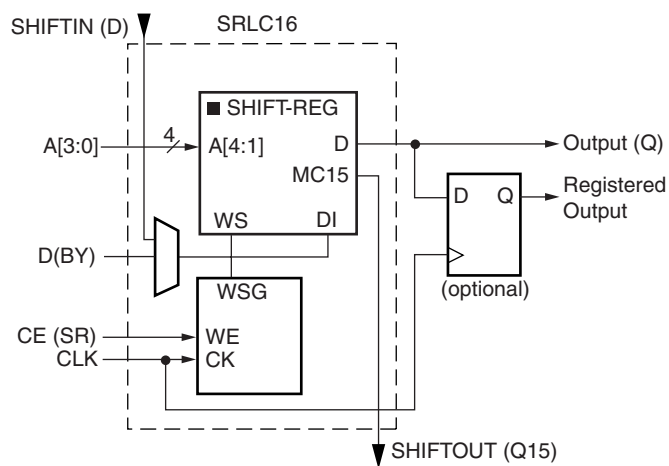 SHIFTIN (D)
SRLC16
SHIFT-REG
A[3:0]
4
A[4:1]
D
MC15
Output (Q)
D Q
Registered
Output
WS
DI
D(BY)
(optional)
WSG
CE (SR)
WE
CLK
CK
SHIFTOUT (Q15)